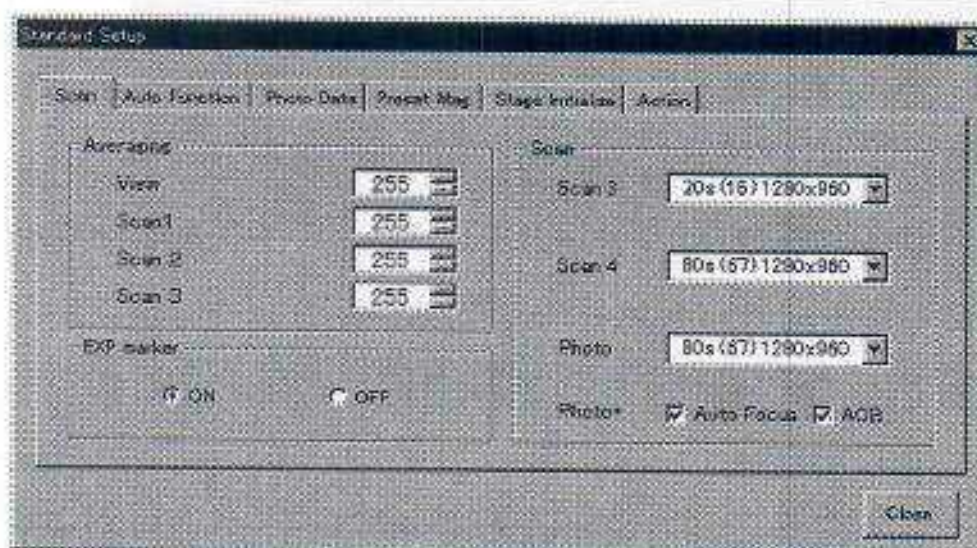 Standard Setup
Scan Auto Function Photo Data Preset Mag Stage Initialize Action
Averaging
View 255
Scan1 255
Scan 2 255
Scan 3 255
EXP marker
ON OFF
Scan
Scan 3 20s(16)1280x960
Scan 4 80s(67)1280x960
Photo 80s(67)1280x960
Photo+ Auto Focus ACB
Close